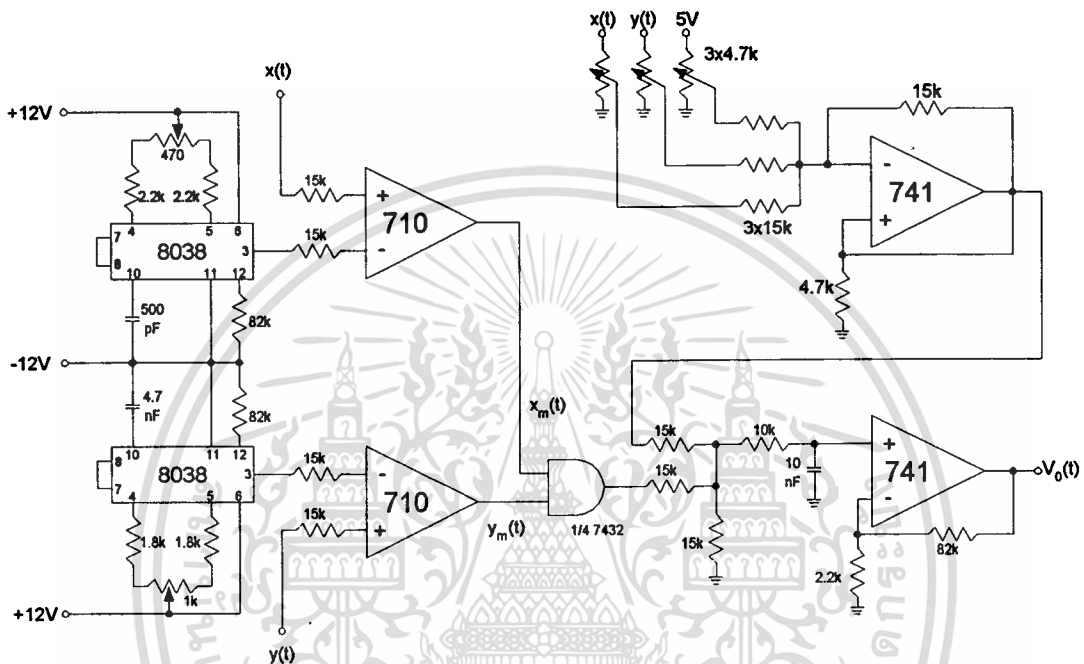 x(t)
y(t)
5V
3x4.7k
x(t)
+12V
470
2.2k
2.2k
4
5
6
7
8
8038
3
10
11
12
500
pF
82k
-12V
4.7
nF
82k
10
11
12
8
7
8038
3
4
5
6
1.8k
1.8k
1k
+12V
15k
15k
+
-
710
15k
15k
-
+
710
y(t)
x_m(t)
y_m(t)
1/4 7432
15k
-
+
741
3x15k
4.7k
15k
15k
10k
10
nF
15k
+
-
741
V_0(t)
82k
2.2k